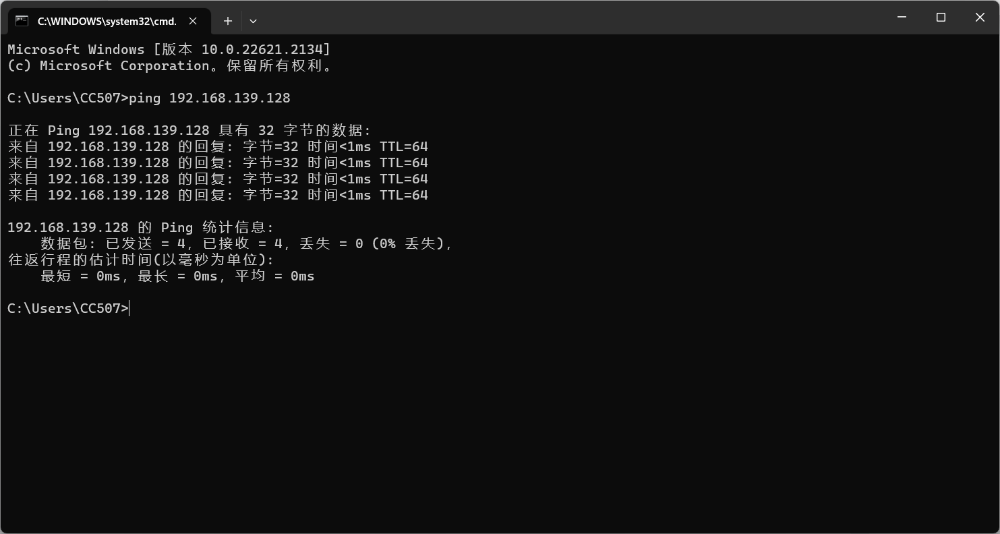 C:\WINDOWS\system32\cmd.
Microsoft Windows [版本 10.0.22621.2134]
(c) Microsoft Corporation。保留所有权利。
C:\Users\CC507>ping 192.168.139.128
正在 Ping 192.168.139.128 具有 32 字节的数据:
来自 192.168.139.128 的回复: 字节=32 时间<1ms TTL=64
来自 192.168.139.128 的回复: 字节=32 时间<1ms TTL=64
来自 192.168.139.128 的回复: 字节=32 时间<1ms TTL=64
来自 192.168.139.128 的回复: 字节=32 时间<1ms TTL=64
192.168.139.128 的 Ping 统计信息:
    数据包: 已发送 = 4, 已接收 = 4, 丢失 = 0 (0% 丢失),
往返行程的估计时间(以毫秒为单位):
    最短 = 0ms, 最长 = 0ms, 平均 = 0ms
C:\Users\CC507>